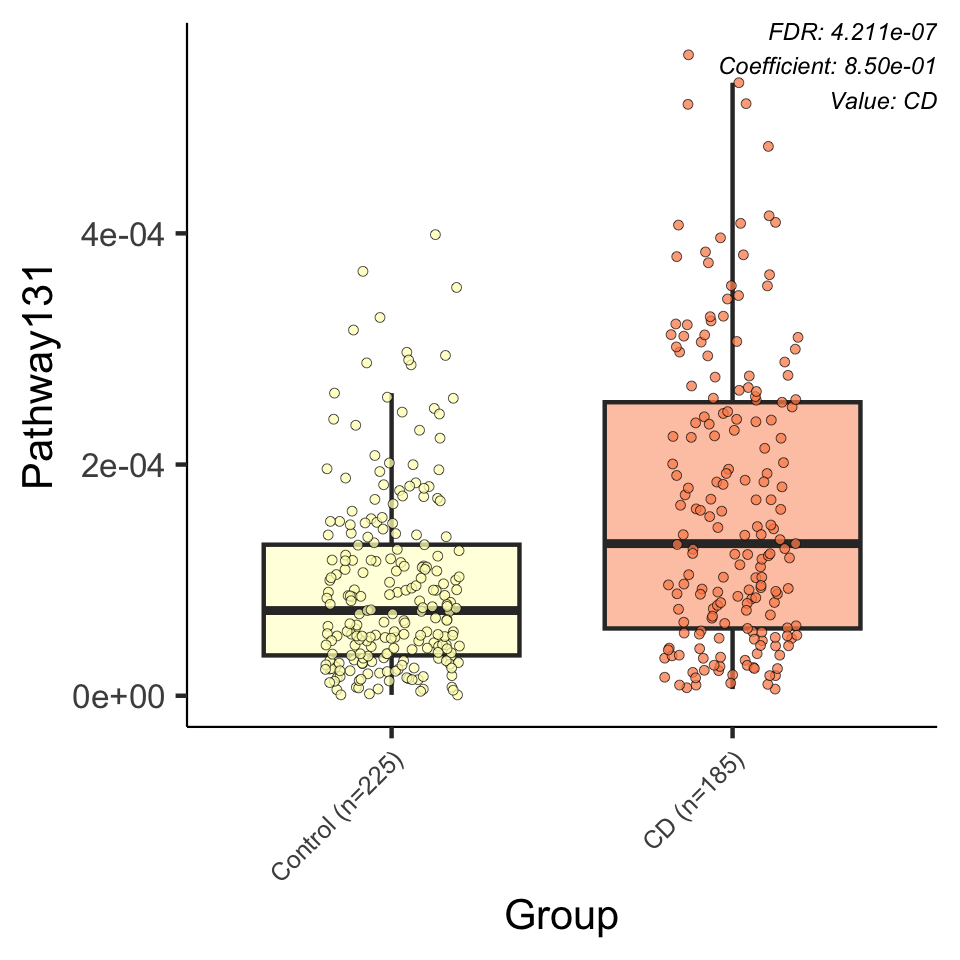 FDR: 4.211e-07
Coefficient: 8.50e-01
Value: CD
Pathway131
4e-04
2e-04
0e+00
Control (n=225)
CD (n=185)
Group